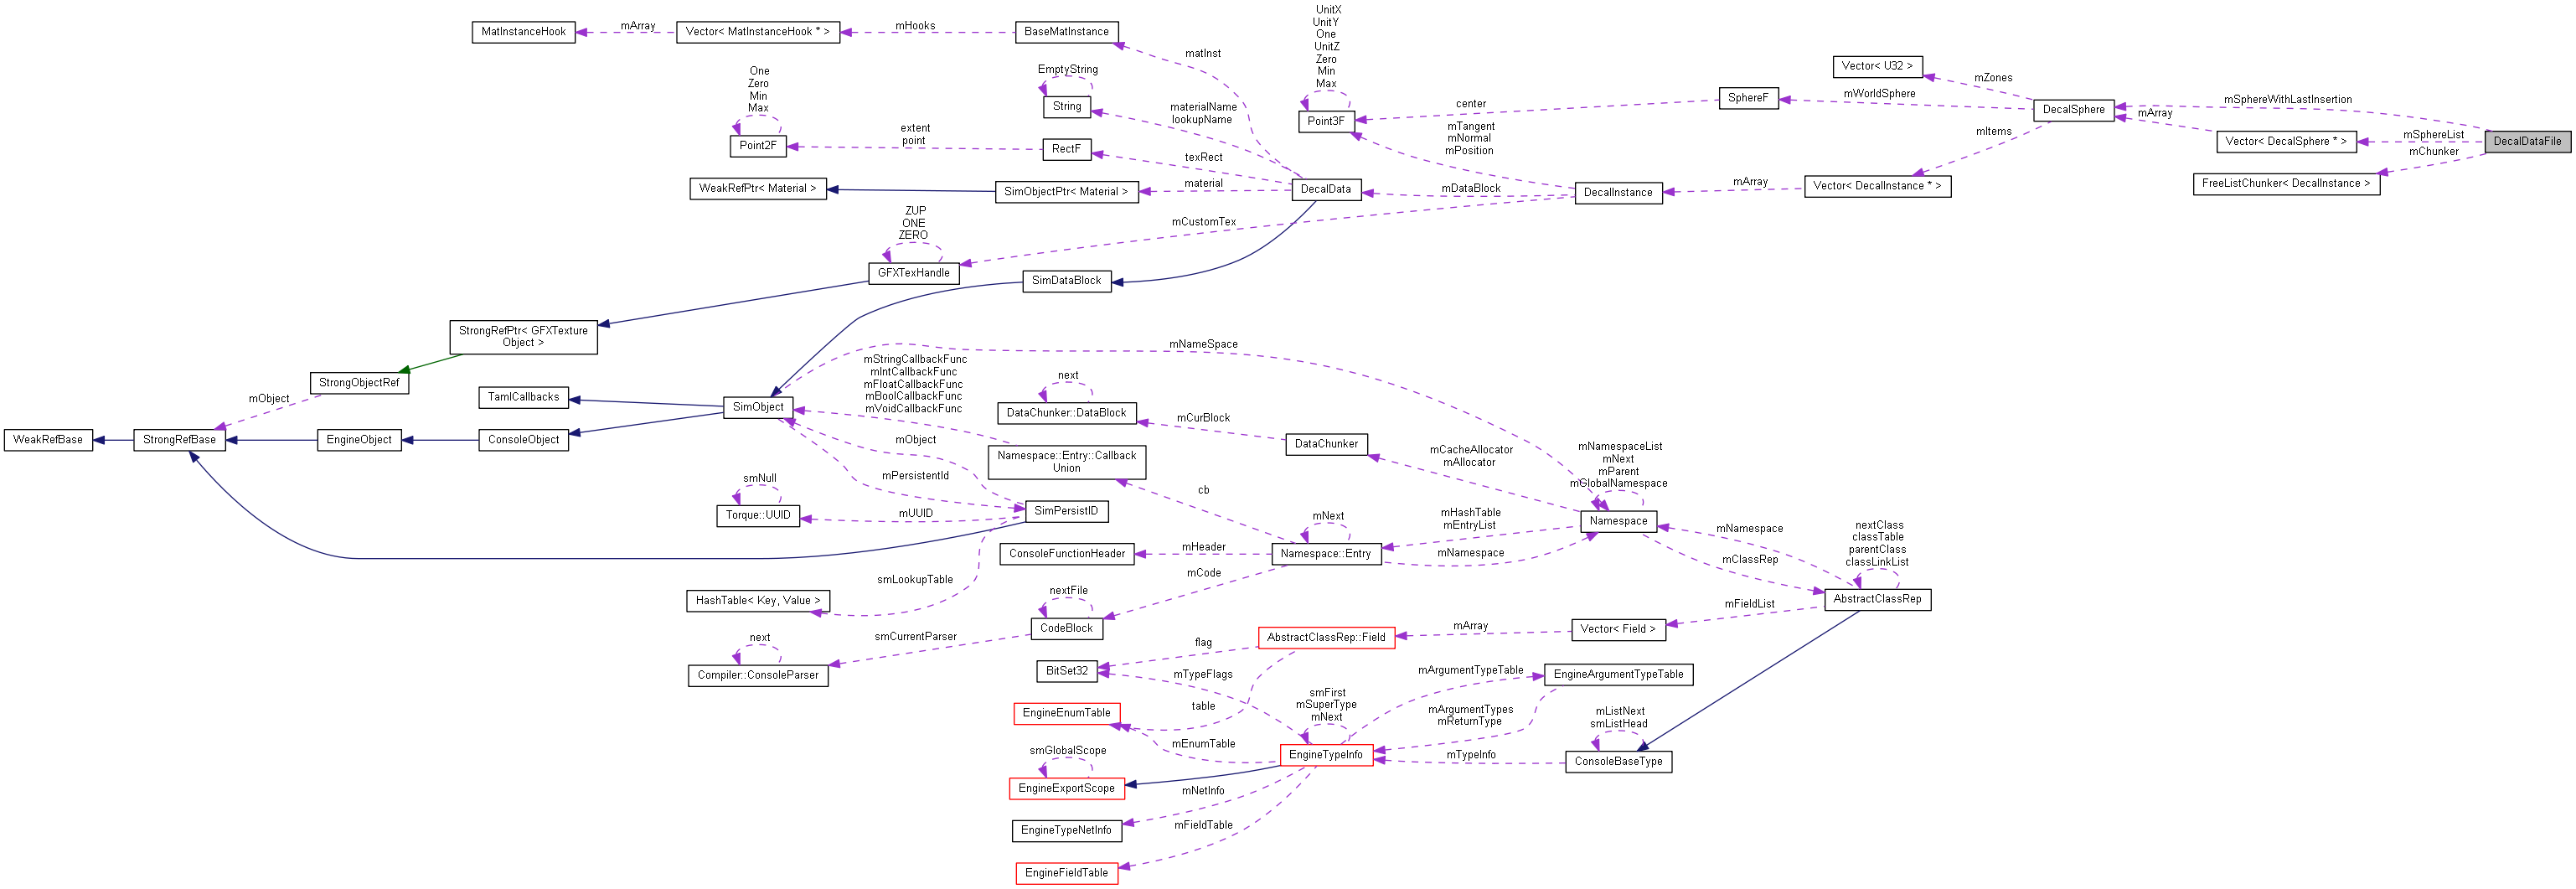 UnitX
UnitY
One
UnitZ
Zero
Min
Max
MatInstanceHook
mArray
Vector< MatInstanceHook * >
mHooks
BaseMatInstance
matInst
EmptyString
String
materialName
lookupName
One
Zero
Min
Max
Point2F
extent
point
RectF
texRect
WeakRefPtr< Material >
SimObjectPtr< Material >
material
DecalData
Point3F
center
SphereF
mTangent
mNormal
mPosition
mDataBlock
DecalInstance
mCustomTex
mArray
Vector< DecalInstance * >
Vector< U32 >
mZones
mWorldSphere
mItems
DecalSphere
mSphereWithLastInsertion
mArray
Vector< DecalSphere * >
mSphereList
mChunker
FreeListChunker< DecalInstance >
DecalDataFile
ZUP
ONE
ZERO
GFXTexHandle
SimDataBlock
StrongRefPtr< GFXTexture
Object >
StrongObjectRef
mObject
TamlCallbacks
SimObject
WeakRefBase
StrongRefBase
EngineObject
ConsoleObject
mNameSpace
mStringCallbackFunc
mIntCallbackFunc
mFloatCallbackFunc
mBoolCallbackFunc
mVoidCallbackFunc
mObject
mPersistentId
smNull
Torque::UUID
mUUID
SimPersistID
smLookupTable
HashTable< Key, Value >
next
DataChunker::DataBlock
mCurBlock
DataChunker
Namespace::Entry::Callback
Union
cb
mCacheAllocator
mAllocator
mNamespaceList
mNext
mParent
mGlobalNamespace
Namespace
mHashTable
mEntryList
mNamespace
mNext
Namespace::Entry
mHeader
ConsoleFunctionHeader
mCode
nextFile
CodeBlock
smCurrentParser
next
Compiler::ConsoleParser
mNamespace
mClassRep
nextClass
classTable
parentClass
classLinkList
AbstractClassRep
mFieldList
Vector< Field >
mArray
AbstractClassRep::Field
flag
BitSet32
mTypeFlags
table
EngineEnumTable
mEnumTable
smGlobalScope
EngineExportScope
smFirst
mSuperType
mNext
EngineTypeInfo
mArgumentTypeTable
EngineArgumentTypeTable
mArgumentTypes
mReturnType
mListNext
smListHead
mTypeInfo
ConsoleBaseType
mNetInfo
EngineTypeNetInfo
mFieldTable
EngineFieldTable